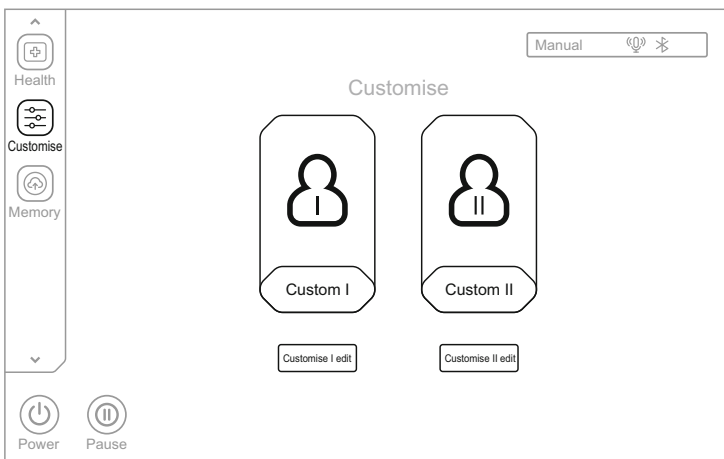 Manual
Health
Customise
Customise
Memory
I
II
Custom I
Custom II
Customise I edit
Customise II edit
Power
Pause